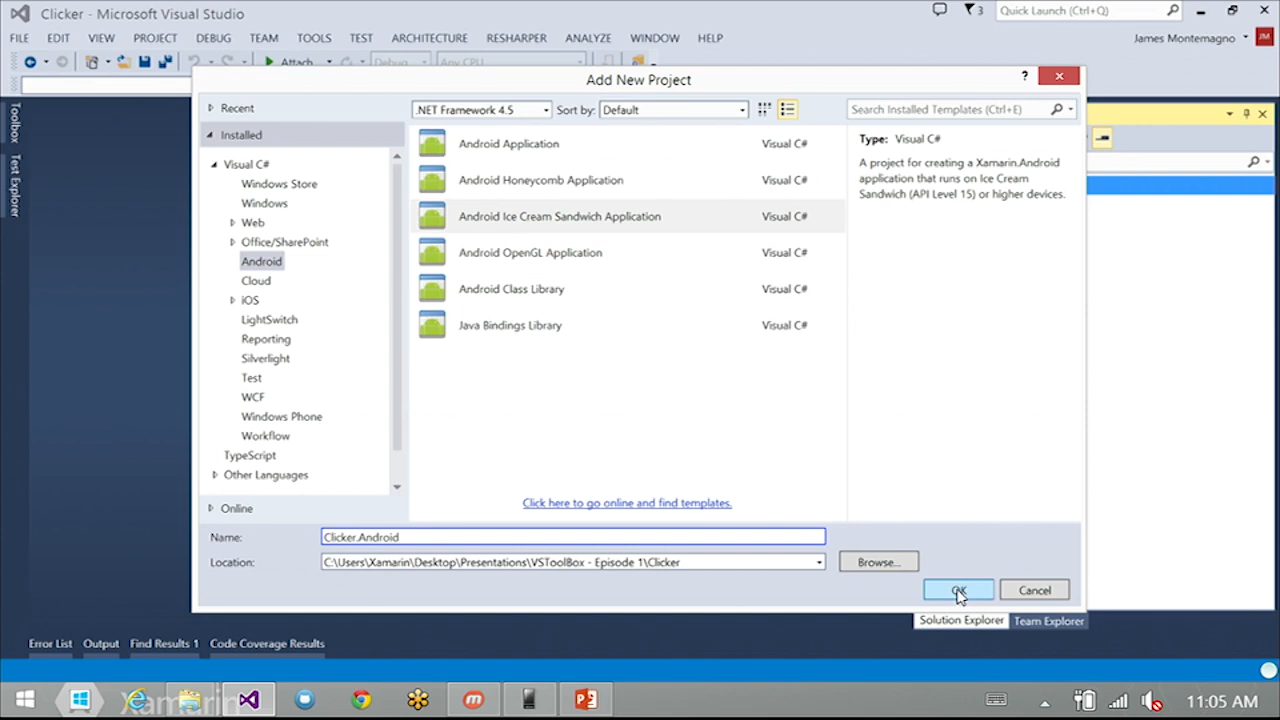 Clicker - Microsoft Visual Studio
3
Quick Launch (Ctrl+Q)
FILE EDIT VIEW PROJECT DEBUG TEAM TOOLS TEST ARCHITECTURE RESHARPER ANALYZE WINDOW HELP
James Montemagno
JM
Attach
Debug
Any CPU
Toolbox
Test Explorer
Add New Project
?
Recent
Installed
Visual C#
Windows Store
Windows
Web
Office/SharePoint
Android
Cloud
iOS
LightSwitch
Reporting
Silverlight
Test
WCF
Windows Phone
Workflow
TypeScript
Other Languages
Online
.NET Framework 4.5 Sort by: Default
Search Installed Templates (Ctrl+E)
Android Application Visual C#
Android Honeycomb Application Visual C#
Android Ice Cream Sandwich Application Visual C#
Android OpenGL Application Visual C#
Android Class Library Visual C#
Java Bindings Library Visual C#
Type: Visual C#
A project for creating a Xamarin.Android
application that runs on Ice Cream
Sandwich (API Level 15) or higher devices.
Click here to go online and find templates.
Name: Clicker.Android
Location: C:\Users\Xamarin\Desktop\Presentations\VSToolBox - Episode 1\Clicker
Browse...
OK
Cancel
Solution Explorer Team Explorer
Error List Output Find Results 1 Code Coverage Results
Xamarin
11:05 AM